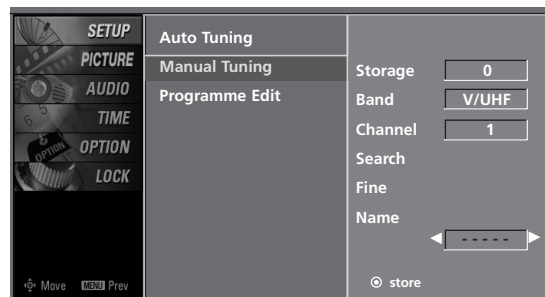 SETUP
PICTURE
AUDIO
TIME
OPTION
LOCK
Move MENU Prev
Auto Tuning
Manual Tuning
Programme Edit
Storage 0
Band V/UHF
Channel 1
Search
Fine
Name
- - - - -
store